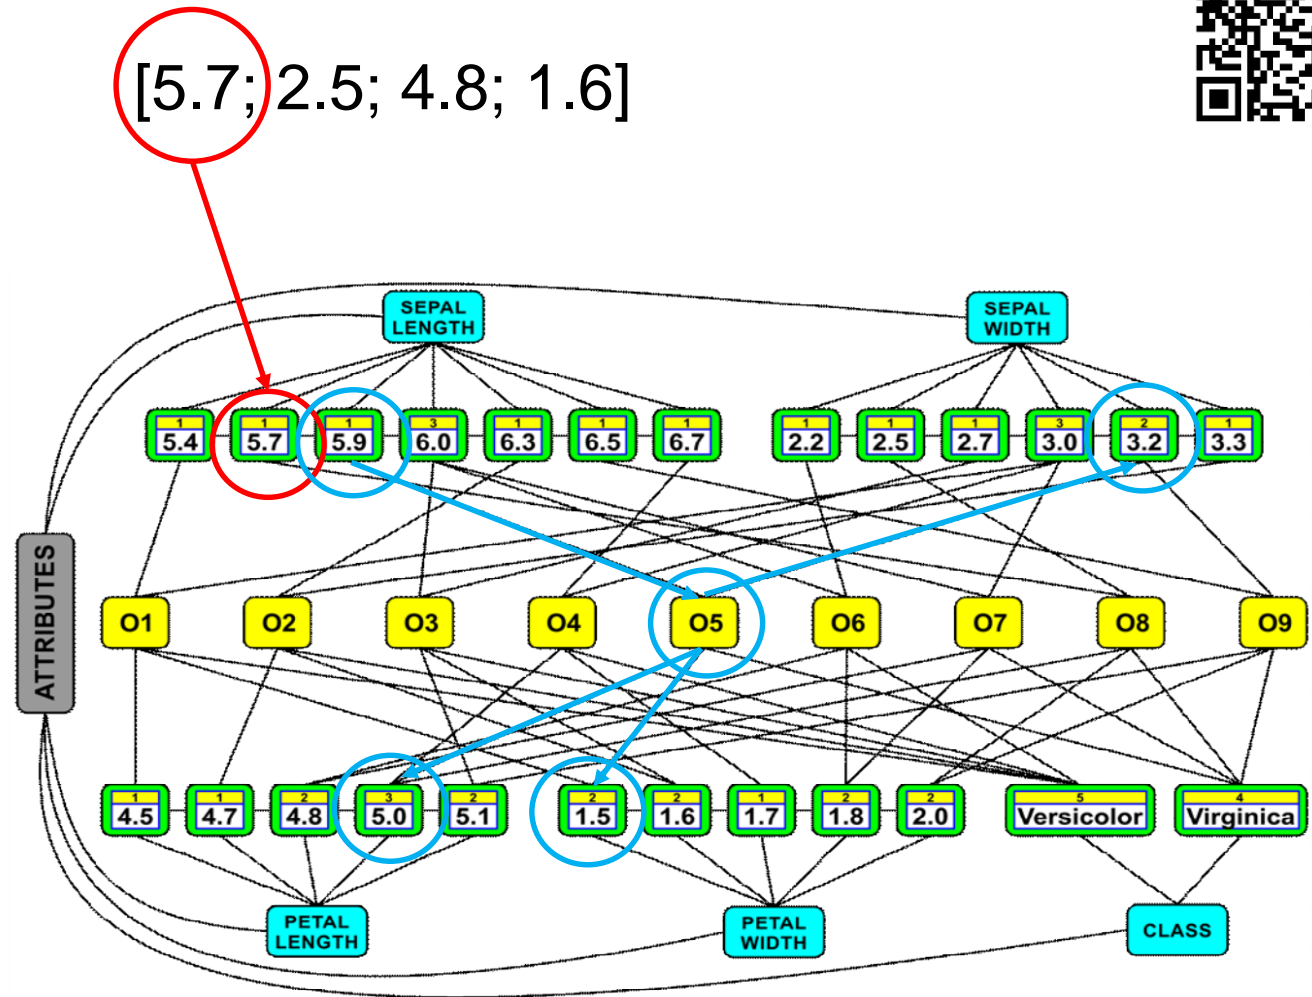 [5.7; 2.5; 4.8; 1.6]
SEPAL
LENGTH
SEPAL
WIDTH
1 1 1 3 1 1 1 1 1 1 3 2 1
5.4 5.7 5.9 6.0 6.3 6.5 6.7 2.2 2.5 2.7 3.0 3.2 3.3
ATTRIBUTES
O1 O2 O3 O4 O5 O6 O7 O8 O9
1 1 2 3 2 2 2 1 2 2 5 4
4.5 4.7 4.8 5.0 5.1 1.5 1.6 1.7 1.8 2.0 Versicolor Virginica
PETAL
LENGTH
PETAL
WIDTH
CLASS